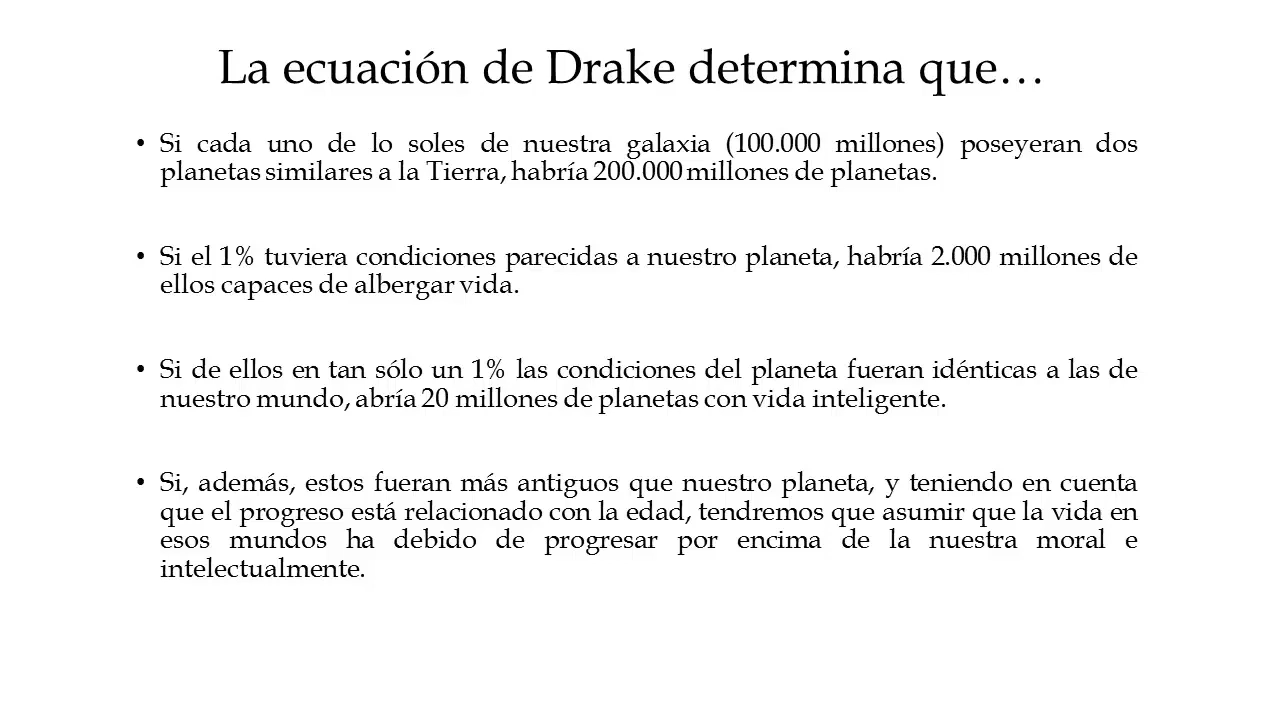 La ecuación de Drake determina que…
• Si cada uno de lo soles de nuestra galaxia (100.000 millones) poseyeran dos
planetas similares a la Tierra, habría 200.000 millones de planetas.
• Si el 1% tuviera condiciones parecidas a nuestro planeta, habría 2.000 millones de
ellos capaces de albergar vida.
• Si de ellos en tan sólo un 1% las condiciones del planeta fueran idénticas a las de
nuestro mundo, abría 20 millones de planetas con vida inteligente.
• Si, además, estos fueran más antiguos que nuestro planeta, y teniendo en cuenta
que el progreso está relacionado con la edad, tendremos que asumir que la vida en
esos mundos ha debido de progresar por encima de la nuestra moral e
intelectualmente.